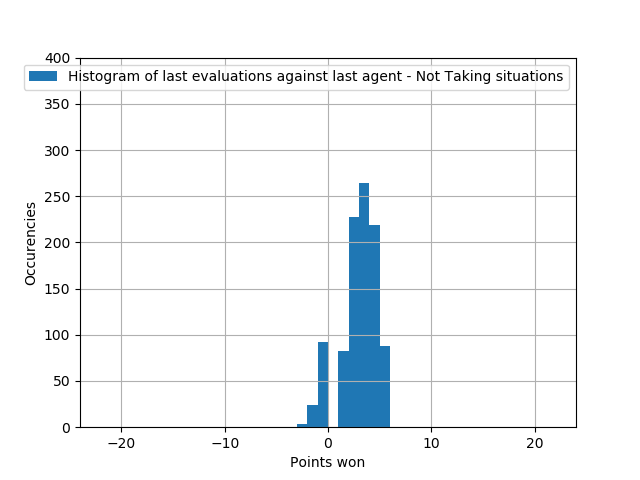 Histogram of last evaluations against last agent - Not Taking situations
400
350
300
250
200
150
100
50
0
Occurencies
−20 −10 0 10 20
Points won